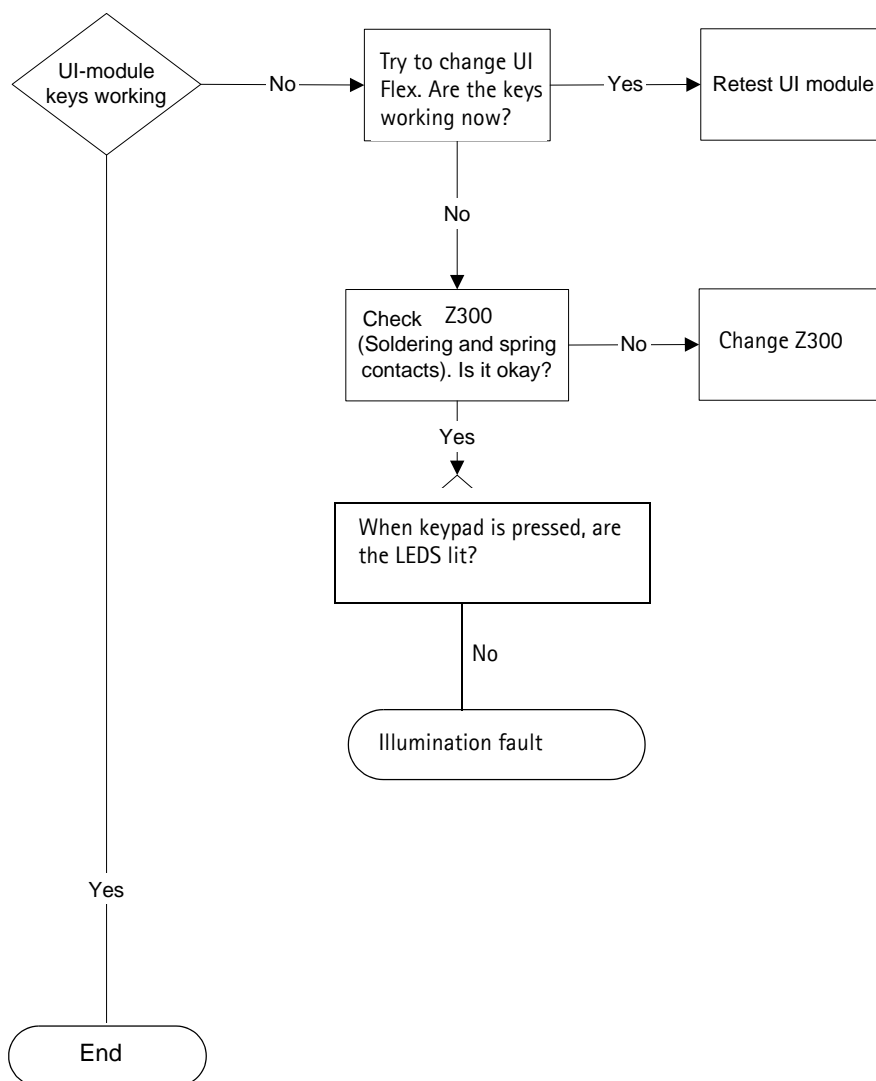 UI-module
keys working
No
Try to change UI
Flex. Are the keys
working now?
Yes
Retest UI module
No
Check Z300
(Soldering and spring
contacts). Is it okay?
No
Change Z300
Yes
When keypad is pressed, are
the LEDS lit?
No
Illumination fault
Yes
End